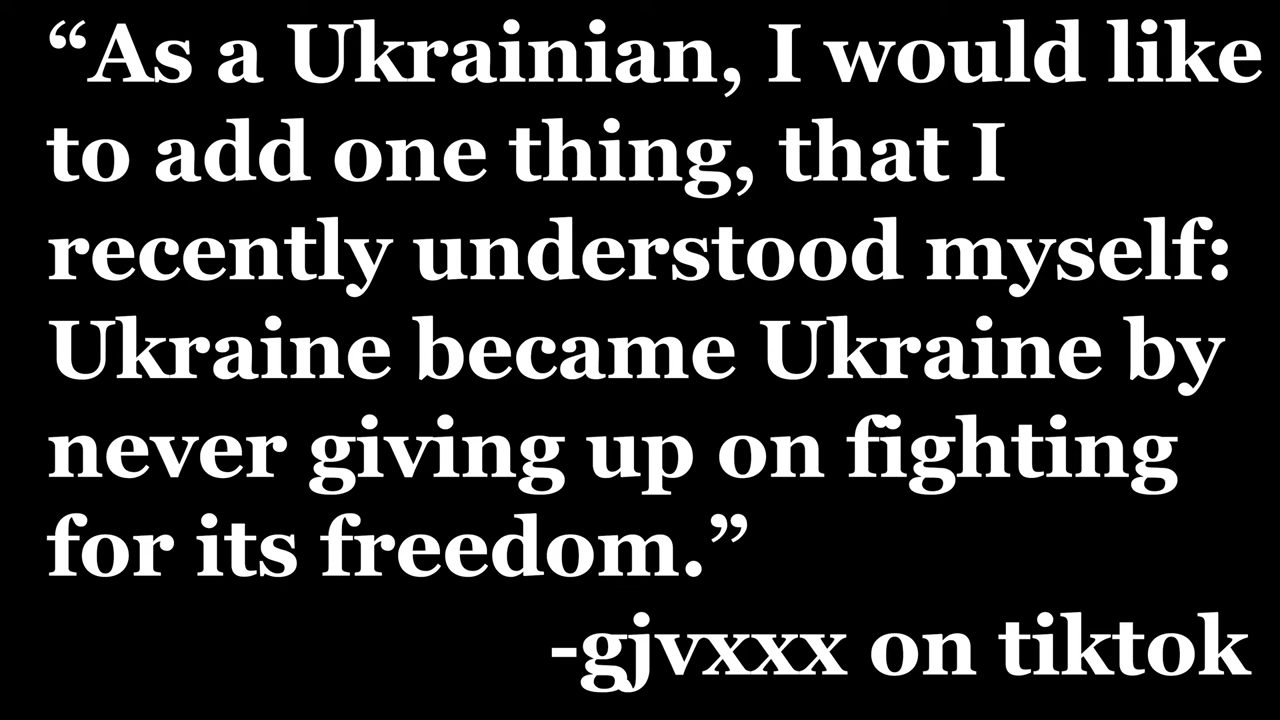 “As a Ukrainian, I would like
to add one thing, that I
recently understood myself:
Ukraine became Ukraine by
never giving up on fighting
for its freedom.”
-gjvxxx on tiktok